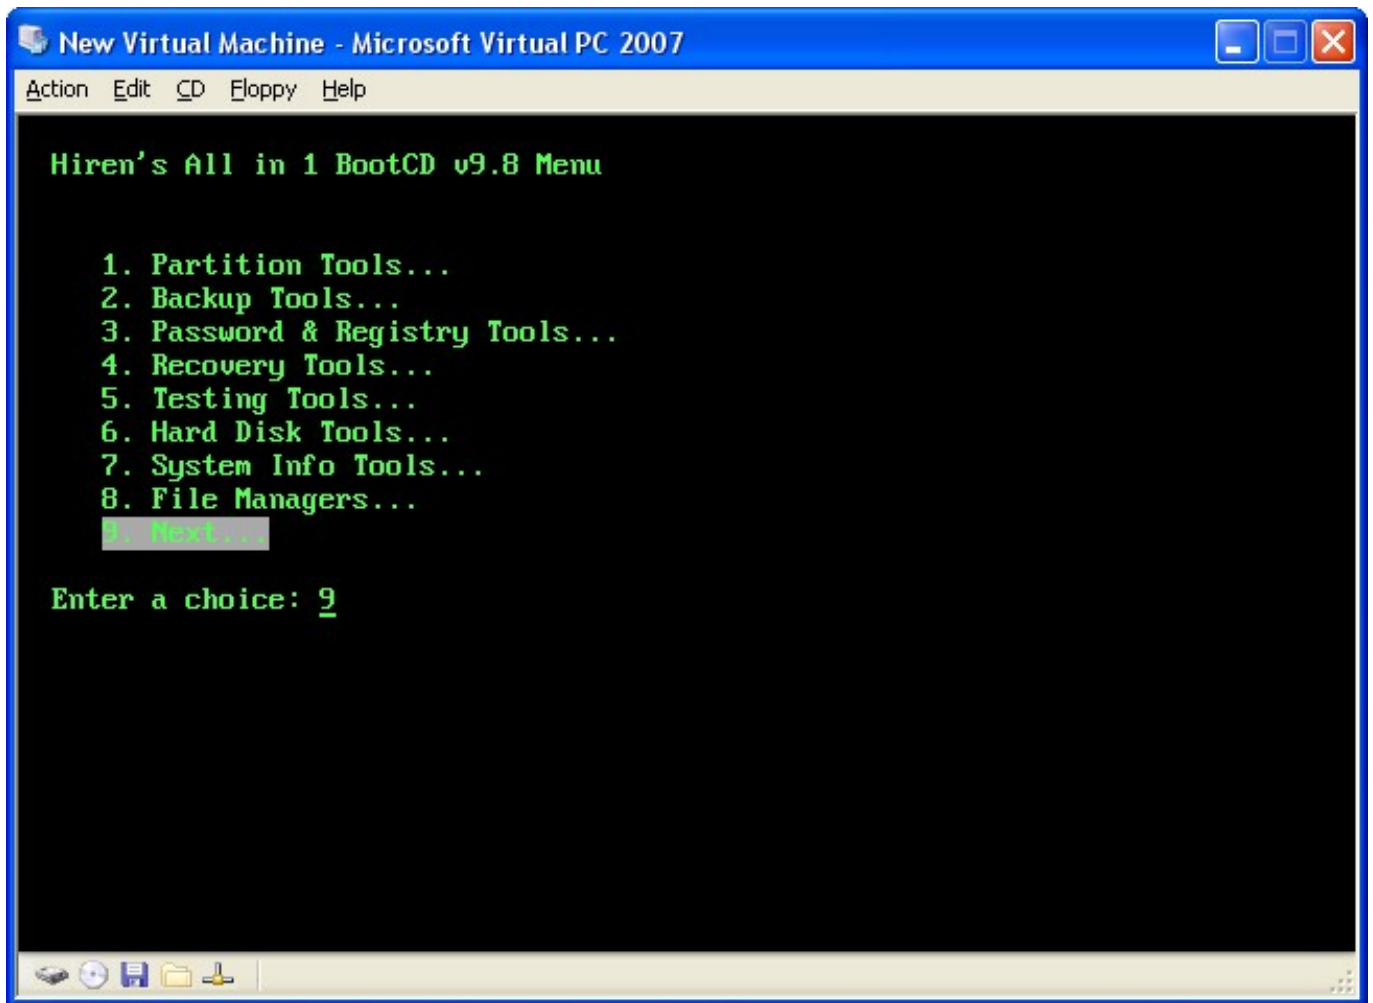 New Virtual Machine - Microsoft Virtual PC 2007
Action Edit CD Floppy Help
Hiren's All in 1 BootCD v9.8 Menu
1. Partition Tools...
2. Backup Tools...
3. Password & Registry Tools...
4. Recovery Tools...
5. Testing Tools...
6. Hard Disk Tools...
7. System Info Tools...
8. File Managers...
9. Next...
Enter a choice: 9